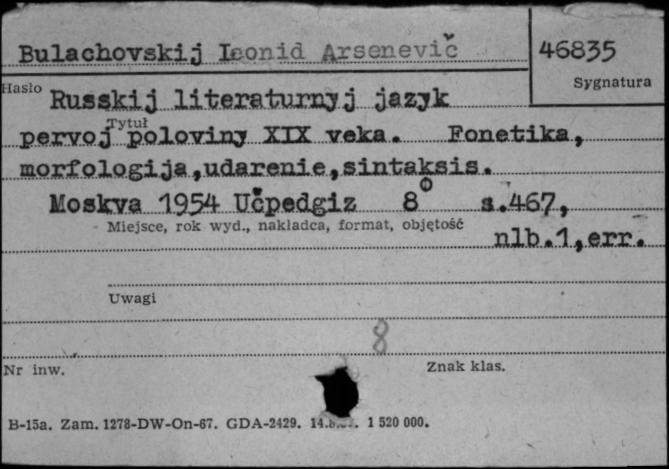 Bulachovskij Leonid Arsenevič
46835
Sygnatura
Hasło
Russkij literaturnyj jazyk
Tytuł
pervoj poloviny XIX veka. Fonetika,
morfologija,udarenie,sintaksis.
Moskva 1954 Učpedgiz 8° s.467,
Miejsce, rok wyd., nakładca, format, objętość
nlb.1,err.
Uwagi
8
Nr inw.
Znak klas.
B-15a. Zam. 1278-DW-On-67. GDA-2429. 1 520 000.